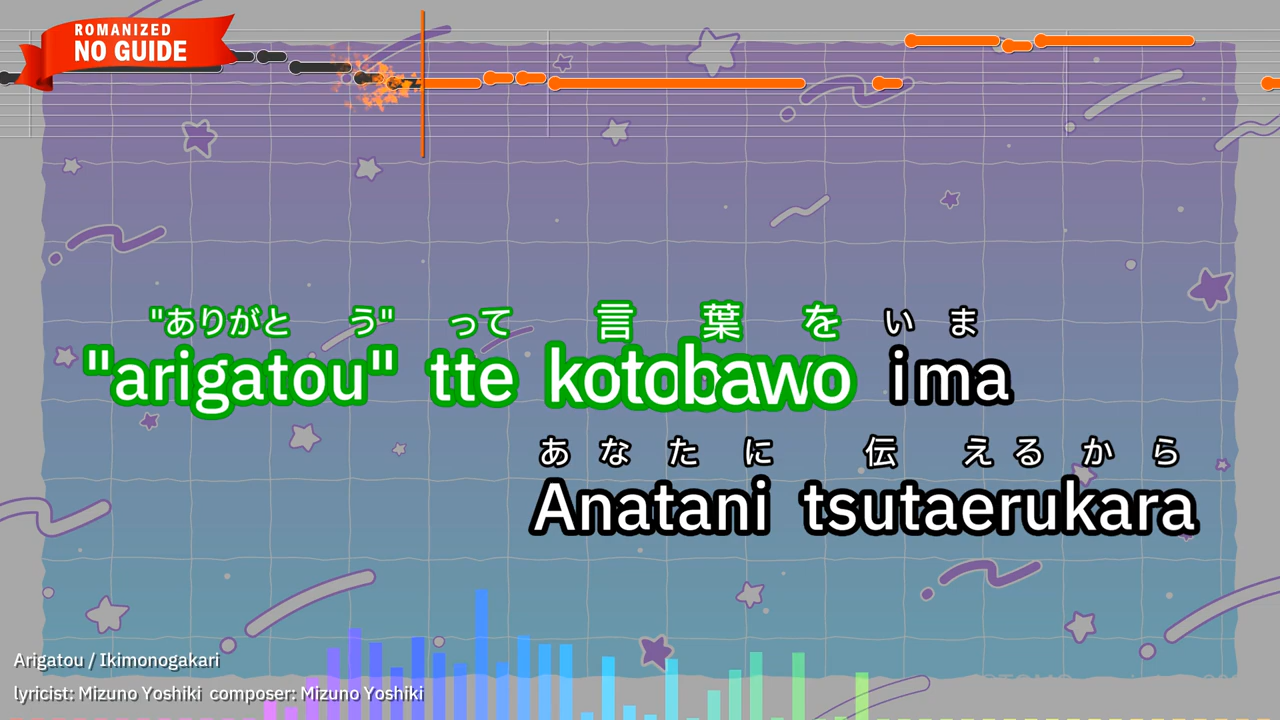 ROMANIZED
NO GUIDE
"ありがとう" って 言葉を いま
"arigatou" tte kotobawo ima
あなたに 伝えるから
Anatani tsutaerukara
Arigatou / Ikimonogakari
lyricist: Mizuno Yoshiki composer: Mizuno Yoshiki